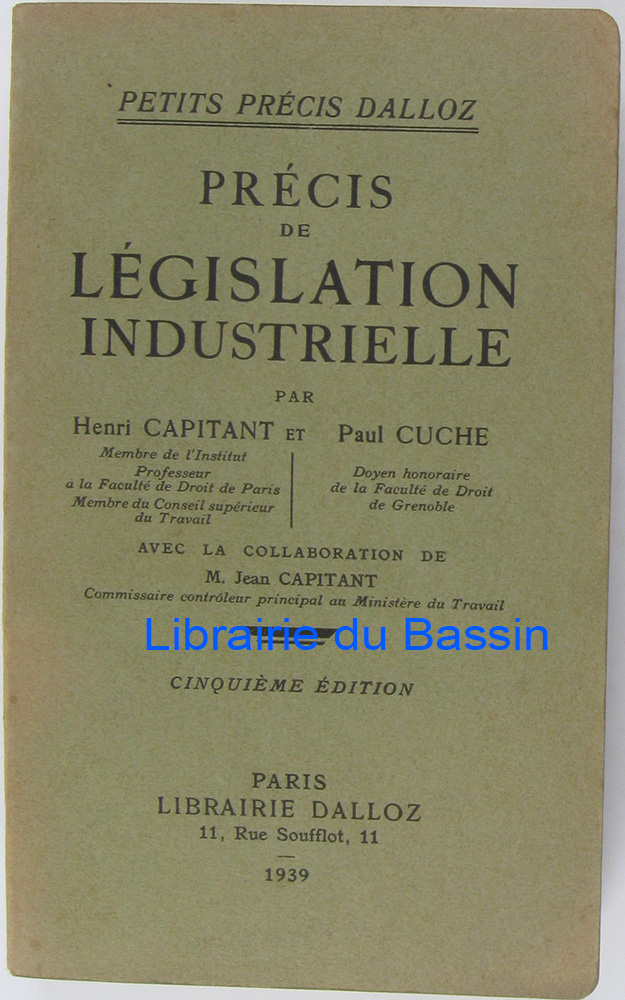 PETITS PRÉCIS DALLOZ
PRÉCIS
DE
LÉGISLATION
INDUSTRIELLE
PAR
Henri CAPITANT ET Paul CUCHE
Membre de l'Institut
Professeur
à la Faculté de Droit de Paris
Membre du Conseil supérieur
du Travail
Doyen honoraire
de la Faculté de Droit
de Grenoble
AVEC LA COLLABORATION DE
M. Jean CAPITANT
Commissaire contrôleur principal au Ministère du Travail
Librairie du Bassin
CINQUIÈME ÉDITION
PARIS
LIBRAIRIE DALLOZ
11, Rue Soufflot, 11
1939